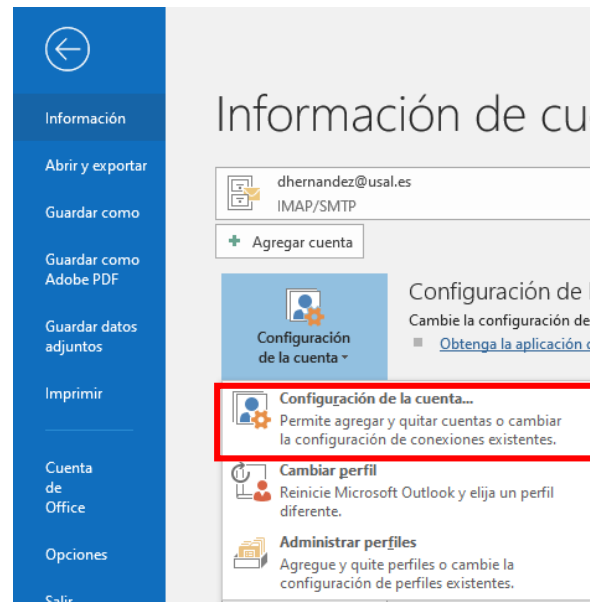 Información
Abrir y exportar
Guardar como
Guardar como
Adobe PDF
Guardar datos
adjuntos
Imprimir
Cuenta
de
Office
Opciones
Salir
Información de cu
dhernandez@usal.es
IMAP/SMTP
Agregar cuenta
Configuración
de la cuenta
Configuración de
Cambie la configuración de
Obtenga la aplicación
Configuración de la cuenta...
Permite agregar y quitar cuentas o cambiar
la configuración de conexiones existentes.
Cambiar perfil
Reinicie Microsoft Outlook y elija un perfil
diferente.
Administrar perfiles
Agregue y quite perfiles o cambie la
configuración de perfiles existentes.